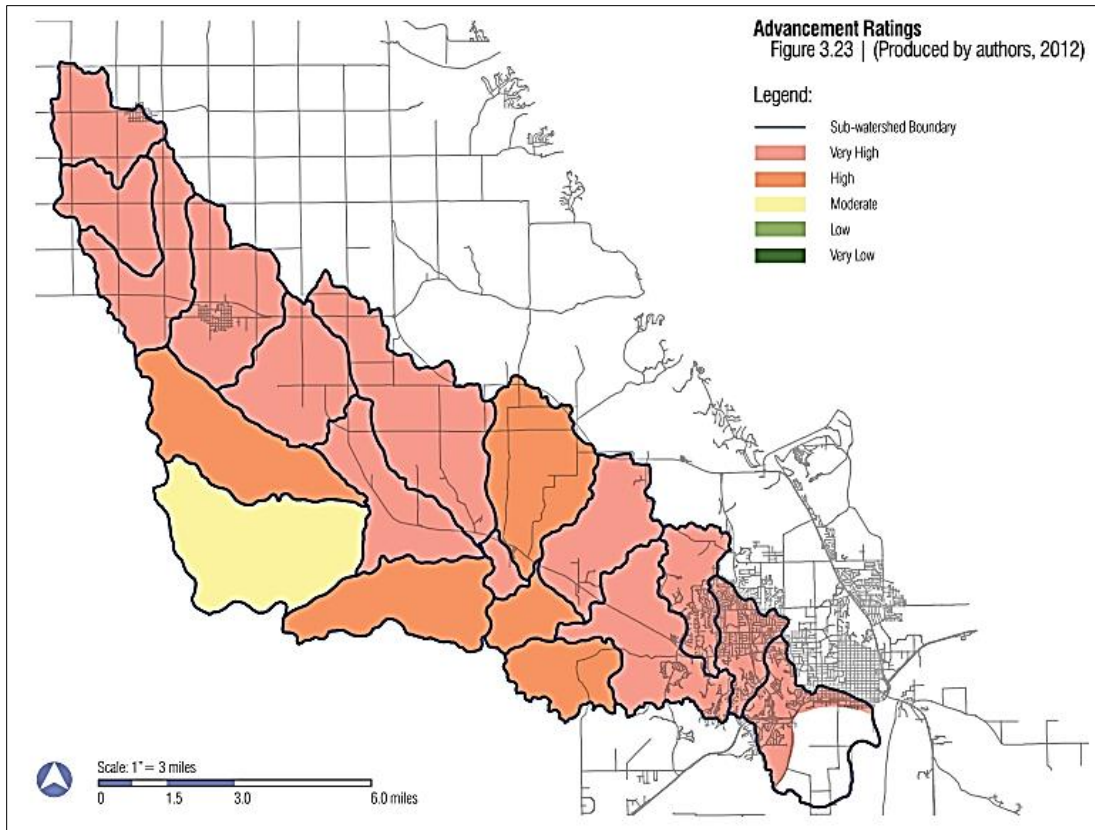 Advancement Ratings
Figure 3.23 | (Produced by authors, 2012)
Legend:
Sub-watershed Boundary
Very High
High
Moderate
Low
Very Low
Scale: 1" = 3 miles
0 1.5 3.0 6.0 miles